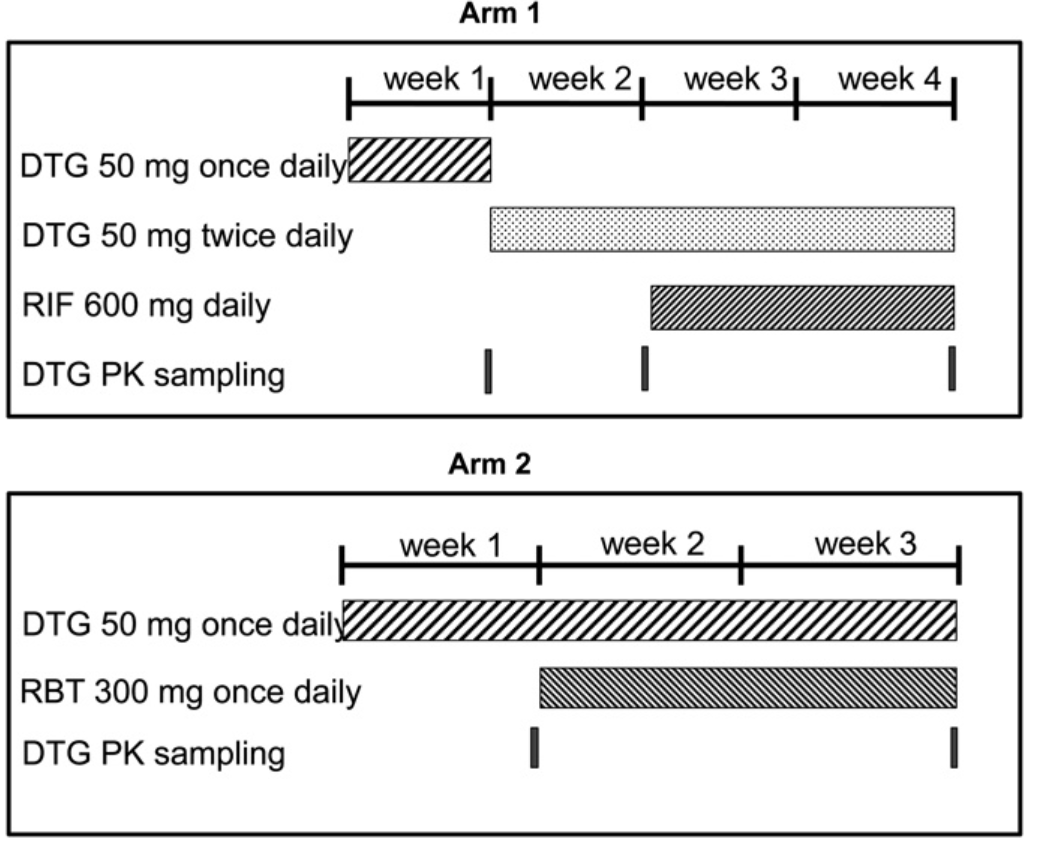 Arm 1
week 1 week 2 week 3 week 4
DTG 50 mg once daily
DTG 50 mg twice daily
RIF 600 mg daily
DTG PK sampling
Arm 2
week 1 week 2 week 3
DTG 50 mg once daily
RBT 300 mg once daily
DTG PK sampling